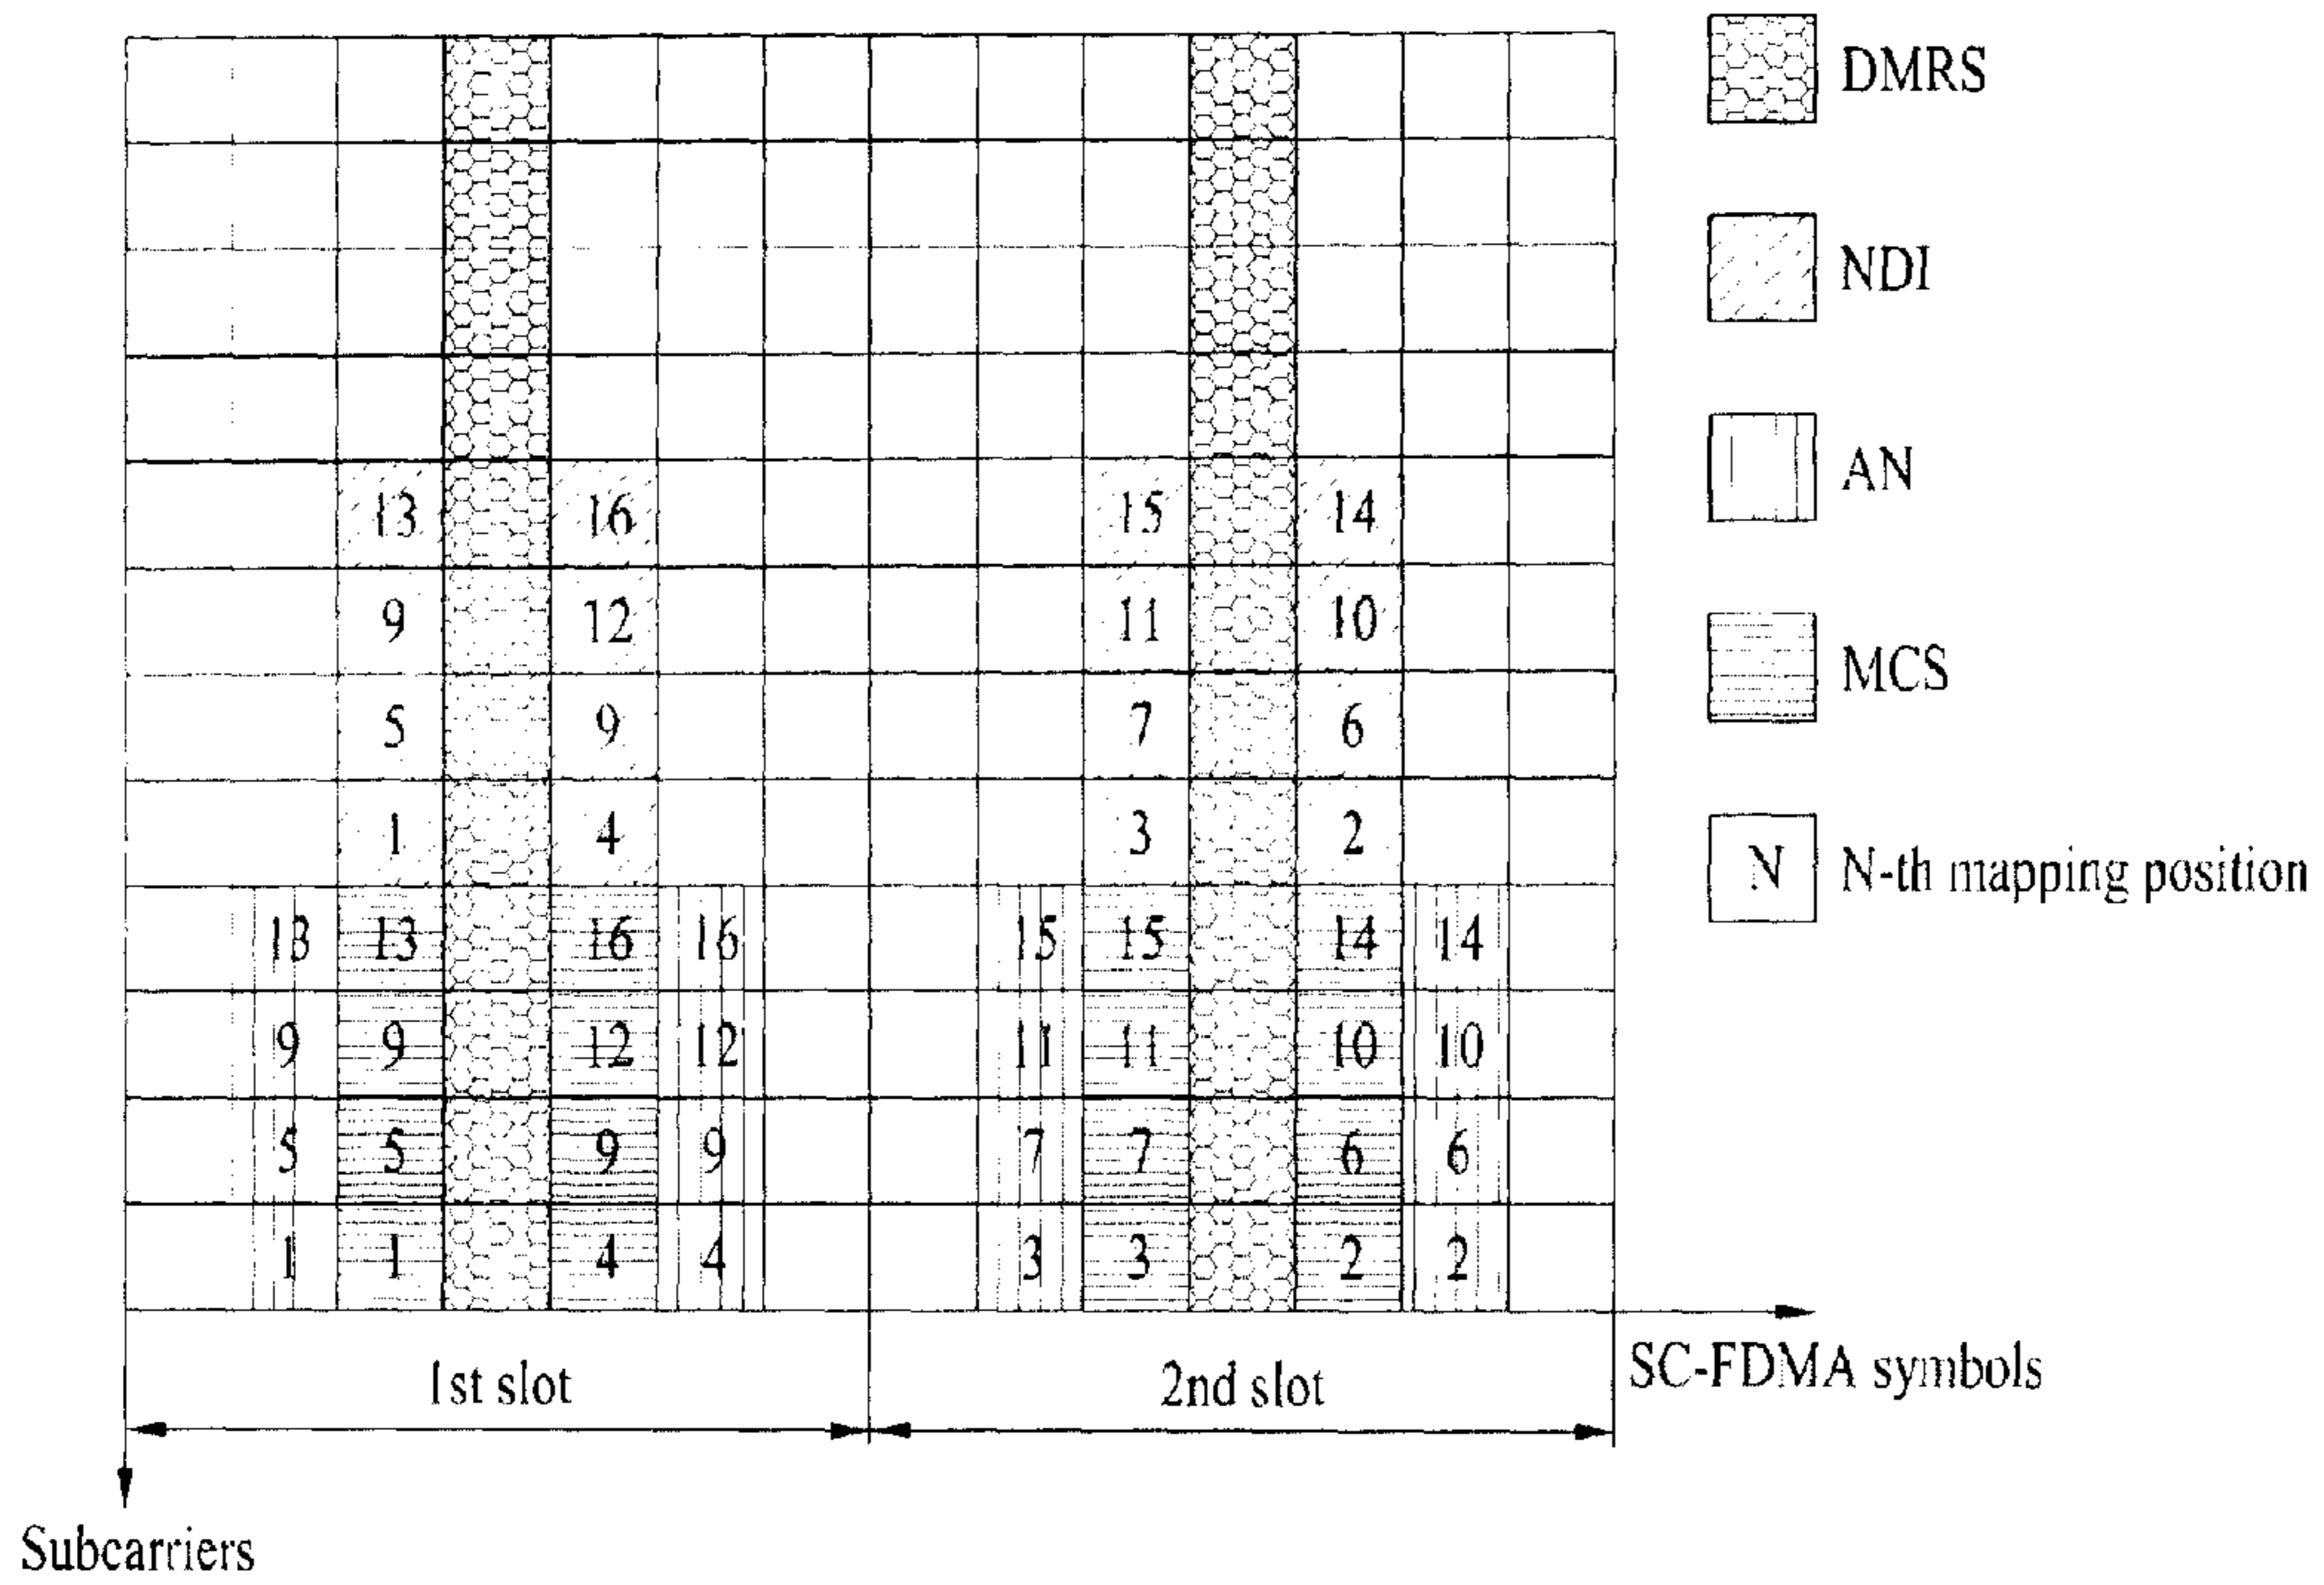 DMRS
NDI
AN
MCS
N N-th mapping position
13 16 15 14
9 12 11 10
5 9 7 6
1 4 3 2
13 13 16 16 15 15 14 14
9 9 12 12 11 11 10 10
5 5 9 9 7 7 6 6
1 1 4 4 3 3 2 2
1st slot 2nd slot
SC-FDMA symbols
Subcarriers